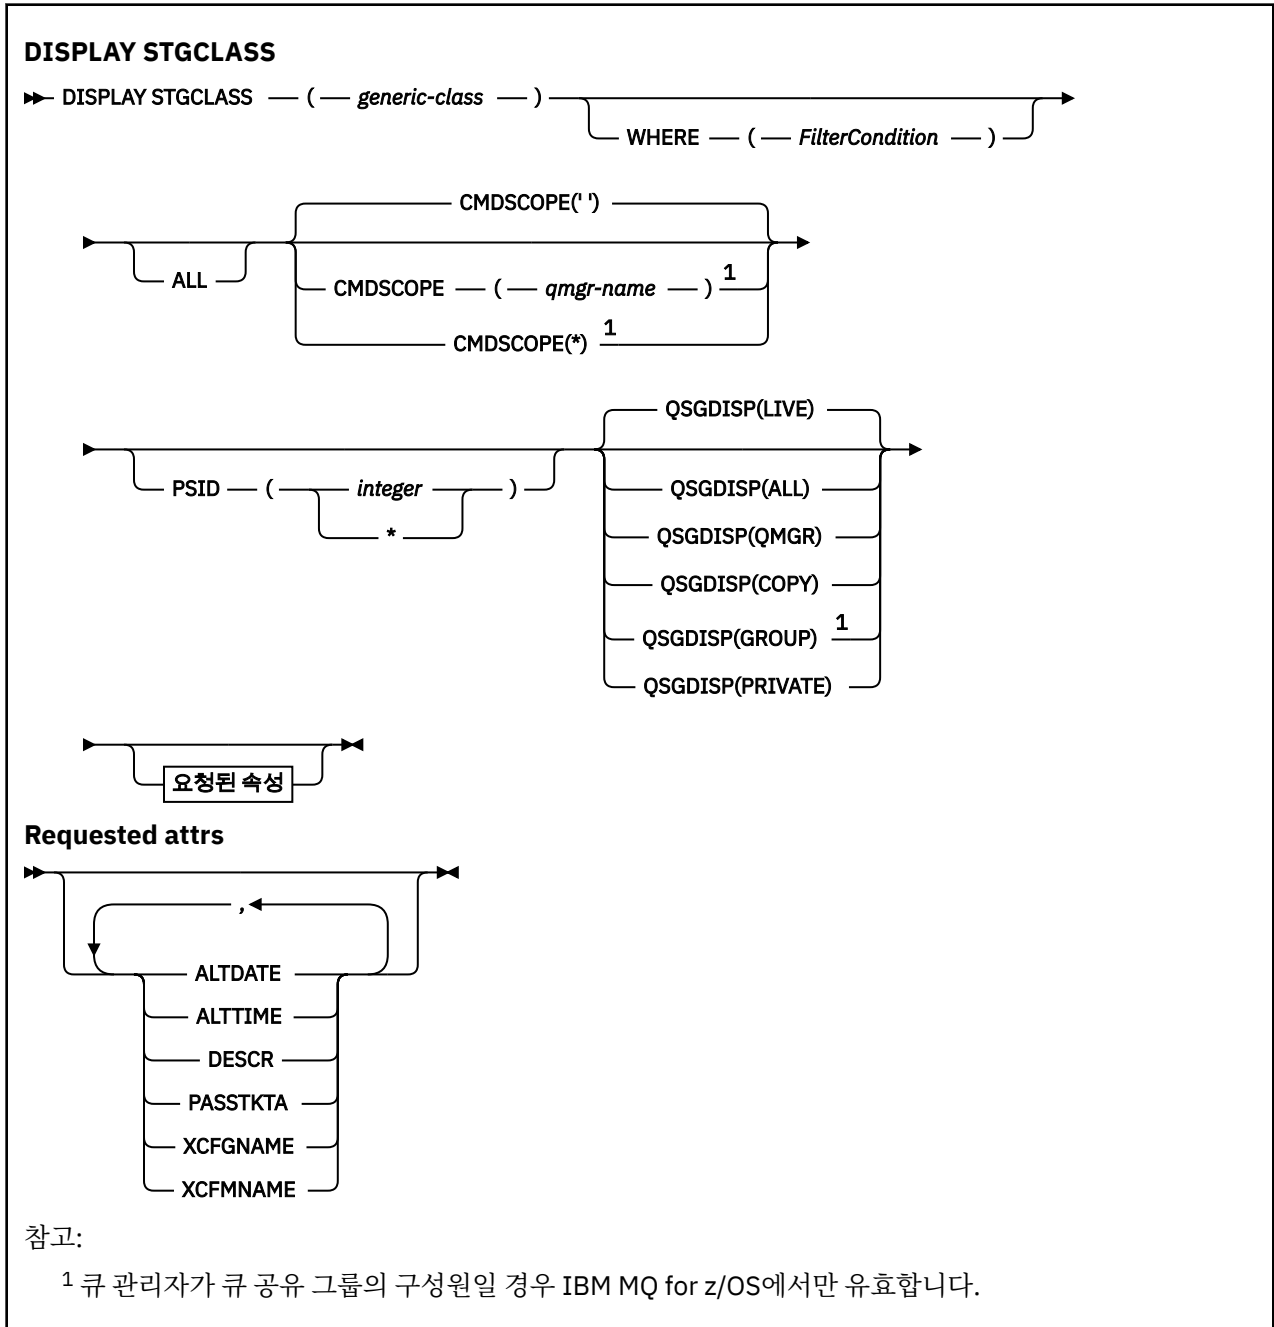 DISPLAY STGCLASS
DISPLAY STGCLASS ( generic-class )
WHERE ( FilterCondition )
CMDSCOPE(' ')
ALL
CMDSCOPE ( qmgr-name ) 1
CMDSCOPE(*) 1
QSGDISP(LIVE)
PSID ( integer ) QSGDISP(ALL)
* QSGDISP(QMGR)
QSGDISP(COPY)
QSGDISP(GROUP) 1
QSGDISP(PRIVATE)
요청된 속성
Requested attrs
,
ALTDATE
ALTTIME
DESCR
PASSTKTA
XCFGNAME
XCFMNAME
참고:
1 큐 관리자가 큐 공유 그룹의 구성원일 경우 IBM MQ for z/OS에서만 유효합니다.